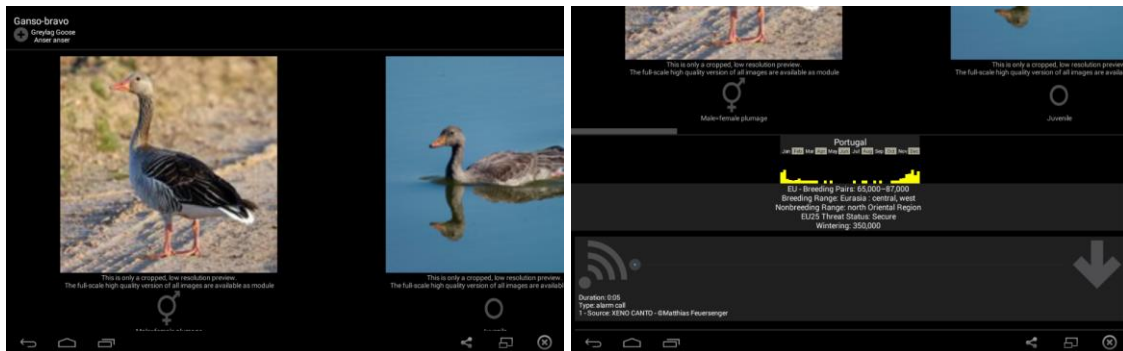 Ganso-bravo
Greylag Goose
Anser anser
This is only a cropped, low resolution preview.
The full-scale high quality version of all images are available as module
This is only a cropped, low resolution preview.
The full-scale high quality version of all im
Male+female plumage
Juvenile
This is only a cropped, low resolution preview.
The full-scale high quality version of all images are available as module
This is only a cropped, low resolution preview
The full-scale high quality version of all images are availa
Male+female plumage
Juvenile
Portugal
Jan Feb Mar Apr May Jun Jul Aug Sep Oct Nov Dec
EU - Breeding Pairs: 65,000–87,000
Breeding Range: Eurasia : central, west
Nonbreeding Range: north Oriental Region
EU25 Threat Status: Secure
Wintering: 350,000
Duration: 0:05
Type: alarm call
1 - Source: XENO CANTO - ©Matthias Feuersenger